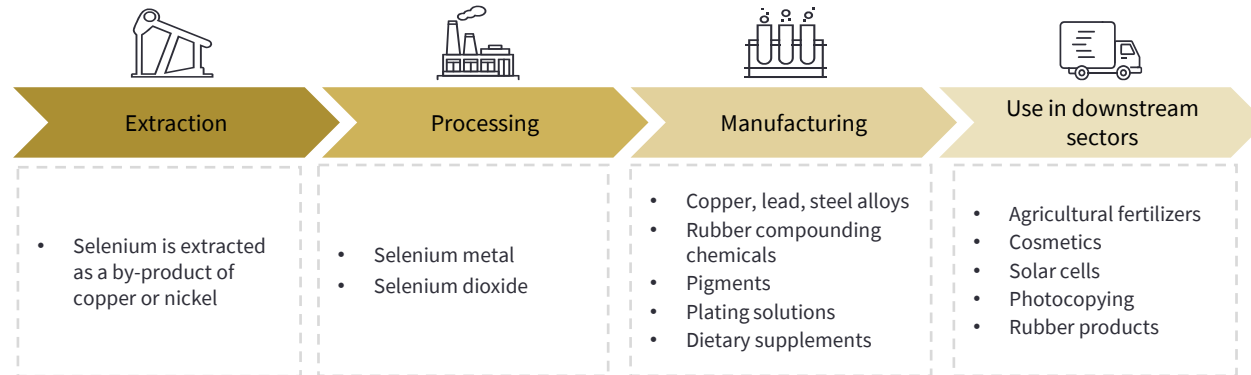 Extraction
Processing
Manufacturing
Use in downstream
sectors
• Selenium is extracted
as a by-product of
copper or nickel
• Selenium metal
• Selenium dioxide
• Copper, lead, steel alloys
• Rubber compounding
chemicals
• Pigments
• Plating solutions
• Dietary supplements
• Agricultural fertilizers
• Cosmetics
• Solar cells
• Photocopying
• Rubber products